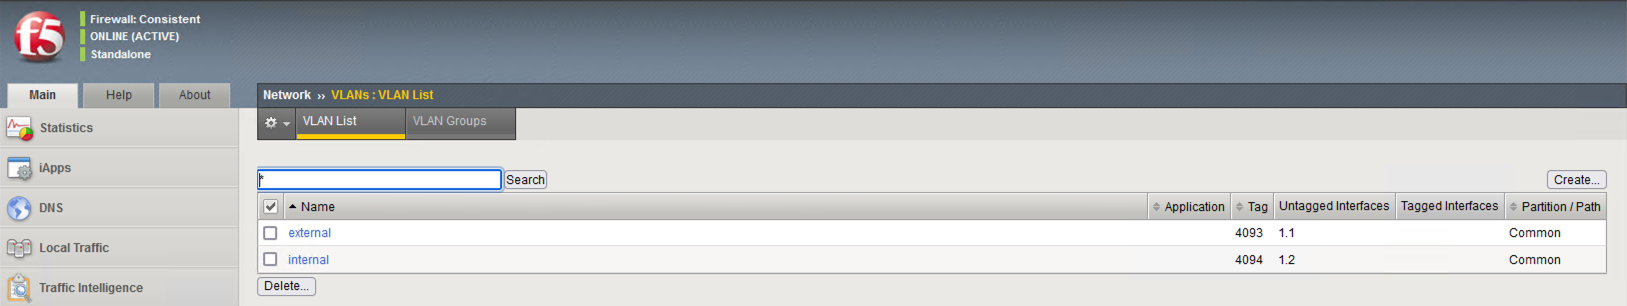 f5
Firewall: Consistent
ONLINE (ACTIVE)
Standalone
Main Help About
Network ›› VLANs : VLAN List
VLAN List VLAN Groups
Statistics
iApps
DNS
Local Traffic
Traffic Intelligence
* Search Create...
Name Application Tag Untagged Interfaces Tagged Interfaces Partition / Path
external 4093 1.1 Common
internal 4094 1.2 Common
Delete...